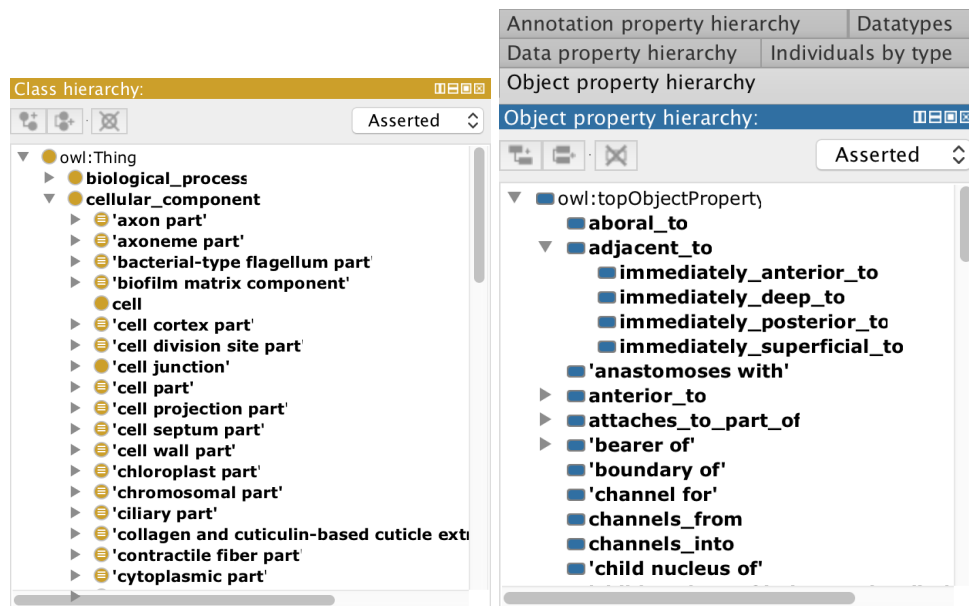 Class hierarchy:
Asserted
owl:Thing
biological_process
cellular_component
'axon part'
'axoneme part'
'bacterial-type flagellum part'
'biofilm matrix component'
cell
'cell cortex part'
'cell division site part'
'cell junction'
'cell part'
'cell projection part'
'cell septum part'
'cell wall part'
'chloroplast part'
'chromosomal part'
'ciliary part'
'collagen and cuticulin-based cuticle
'contractile fiber part'
'cytoplasmic part'
Annotation property hierarchy
Datatypes
Data property hierarchy
Individuals by type
Object property hierarchy
Object property hierarchy:
Asserted
owl:topObjectProperty
aboral_to
adjacent_to
immediately_anterior_to
immediately_deep_to
immediately_posterior_to
immediately_superficial_to
'anastomoses with'
anterior_to
attaches_to_part_of
'bearer of'
'boundary of'
'channel for'
channels_from
channels_into
'child nucleus of'